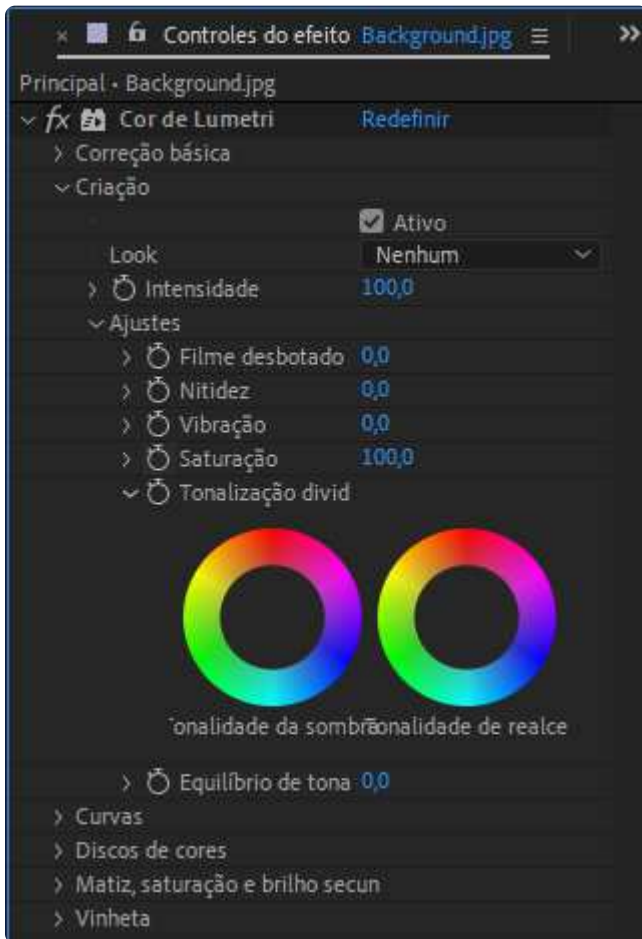 Controles do efeito Background.jpg
Principal • Background.jpg
fx Cor de Lumetri Redefinir
Correção básica
Criação
Ativo
Look Nenhum
Intensidade 100,0
Ajustes
Filme desbotado 0,0
Nitidez 0,0
Vibração 0,0
Saturação 100,0
Tonalização divid
onalidade da sombra onalidade de realce
Equilíbrio de tona 0,0
Curvas
Discos de cores
Matiz, saturação e brilho secun
Vinheta